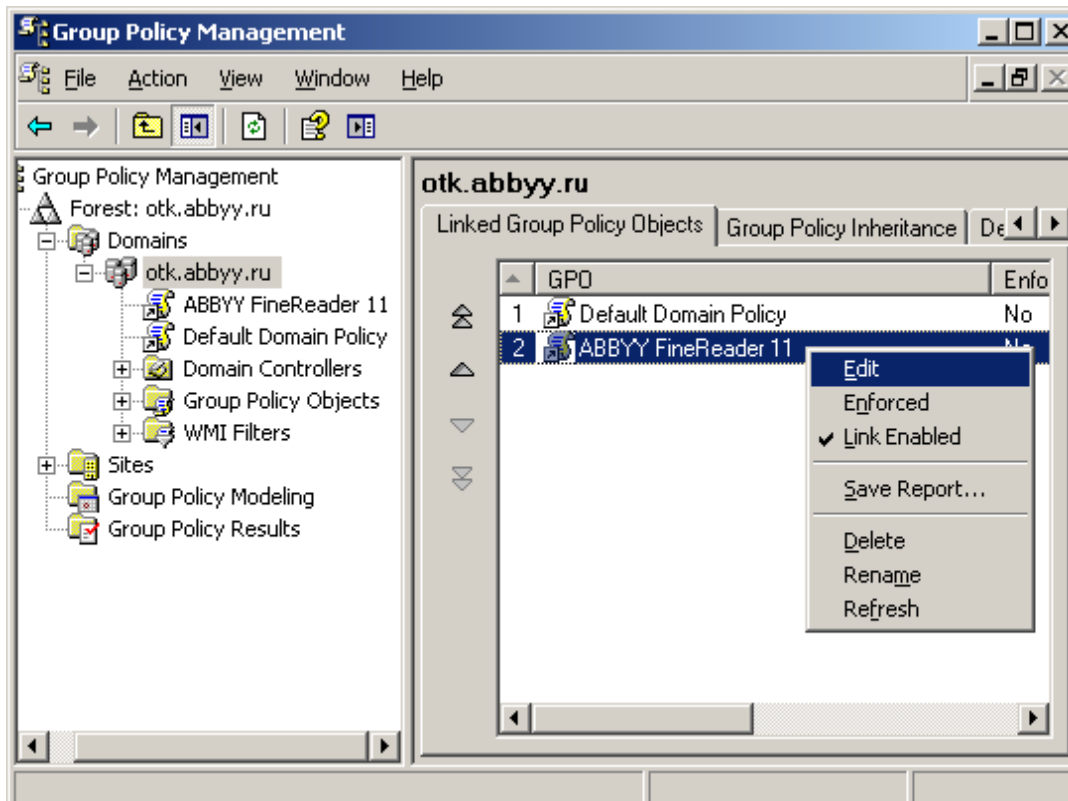 Group Policy Management
File Action View Window Help
Group Policy Management
Forest: otk.abbyy.ru
Domains
otk.abbyy.ru
ABBYY FineReader 11
Default Domain Policy
Domain Controllers
Group Policy Objects
WMI Filters
Sites
Group Policy Modeling
Group Policy Results
otk.abbyy.ru
Linked Group Policy Objects Group Policy Inheritance De
GPO Enfo
1 Default Domain Policy No
2 ABBYY FineReader 11 No
Edit
Enforced
Link Enabled
Save Report...
Delete
Rename
Refresh